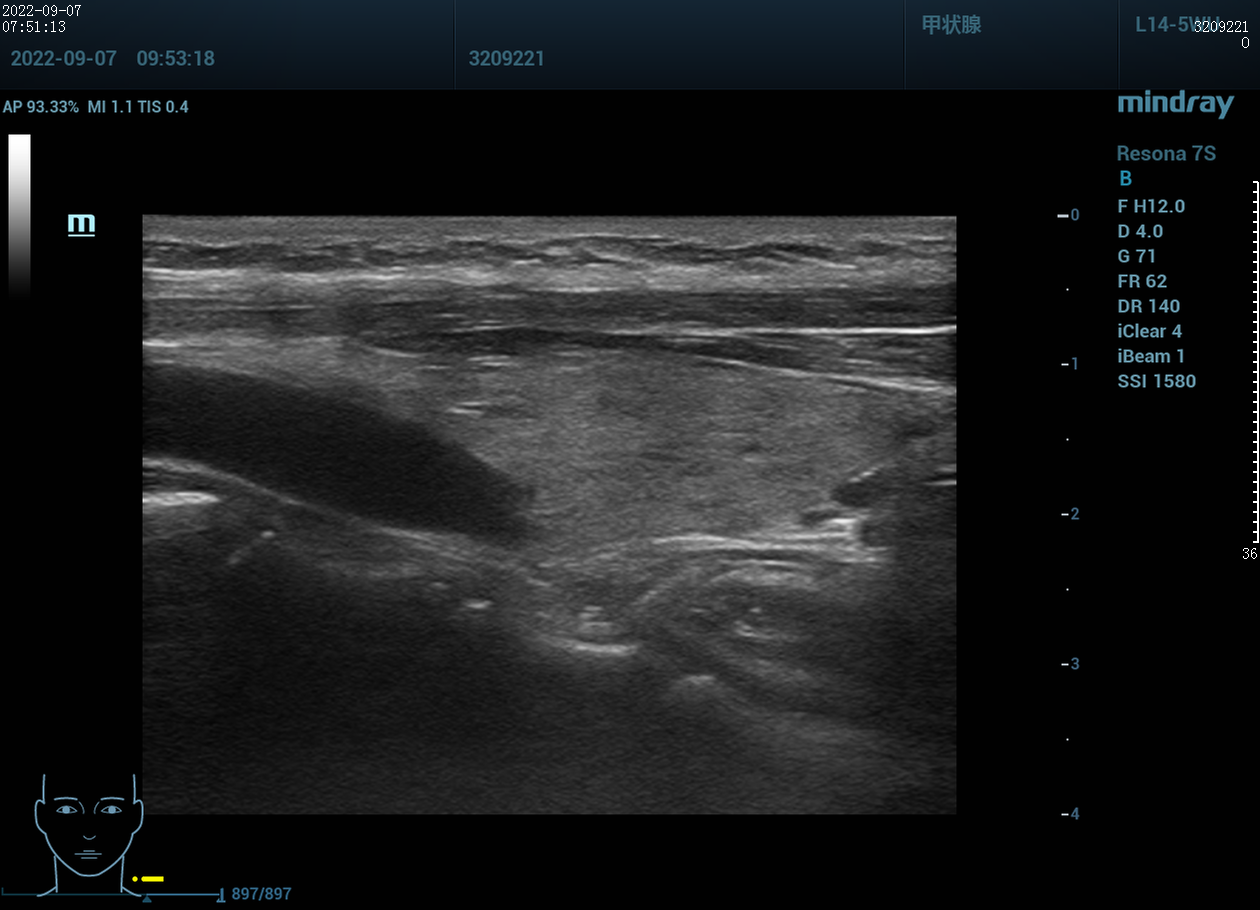 2022-09-07
07:51:13
2022-09-07 09:53:18
3209221
甲状腺
L14-5WU
3209221
0
AP 93.33% MI 1.1 TIS 0.4
mindray
m
Resona 7S
B
F H12.0
D 4.0
G 71
FR 62
DR 140
iClear 4
iBeam 1
SSI 1580
0
1
2
3
4
36
897/897